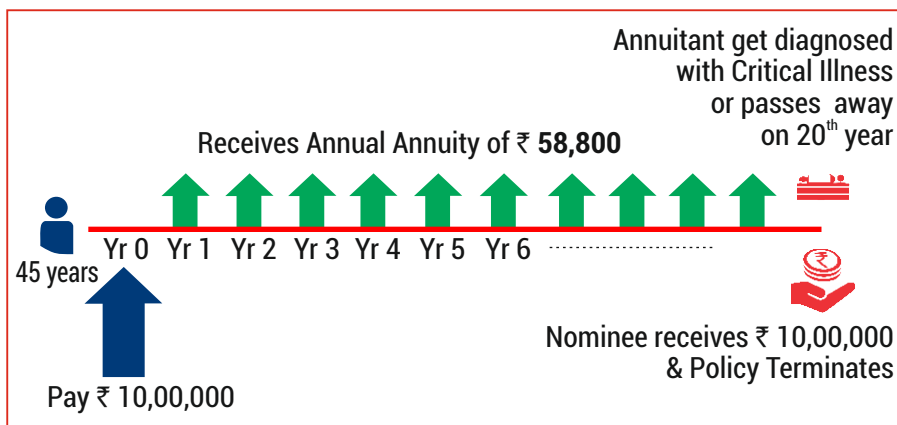 Annuitant get diagnosed
with Critical Illness
or passes away
on 20th year
Receives Annual Annuity of ₹ 58,800
Yr 0 Yr 1 Yr 2 Yr 3 Yr 4 Yr 5 Yr 6
45 years
₹
Pay ₹ 10,00,000
Nominee receives ₹ 10,00,000
& Policy Terminates